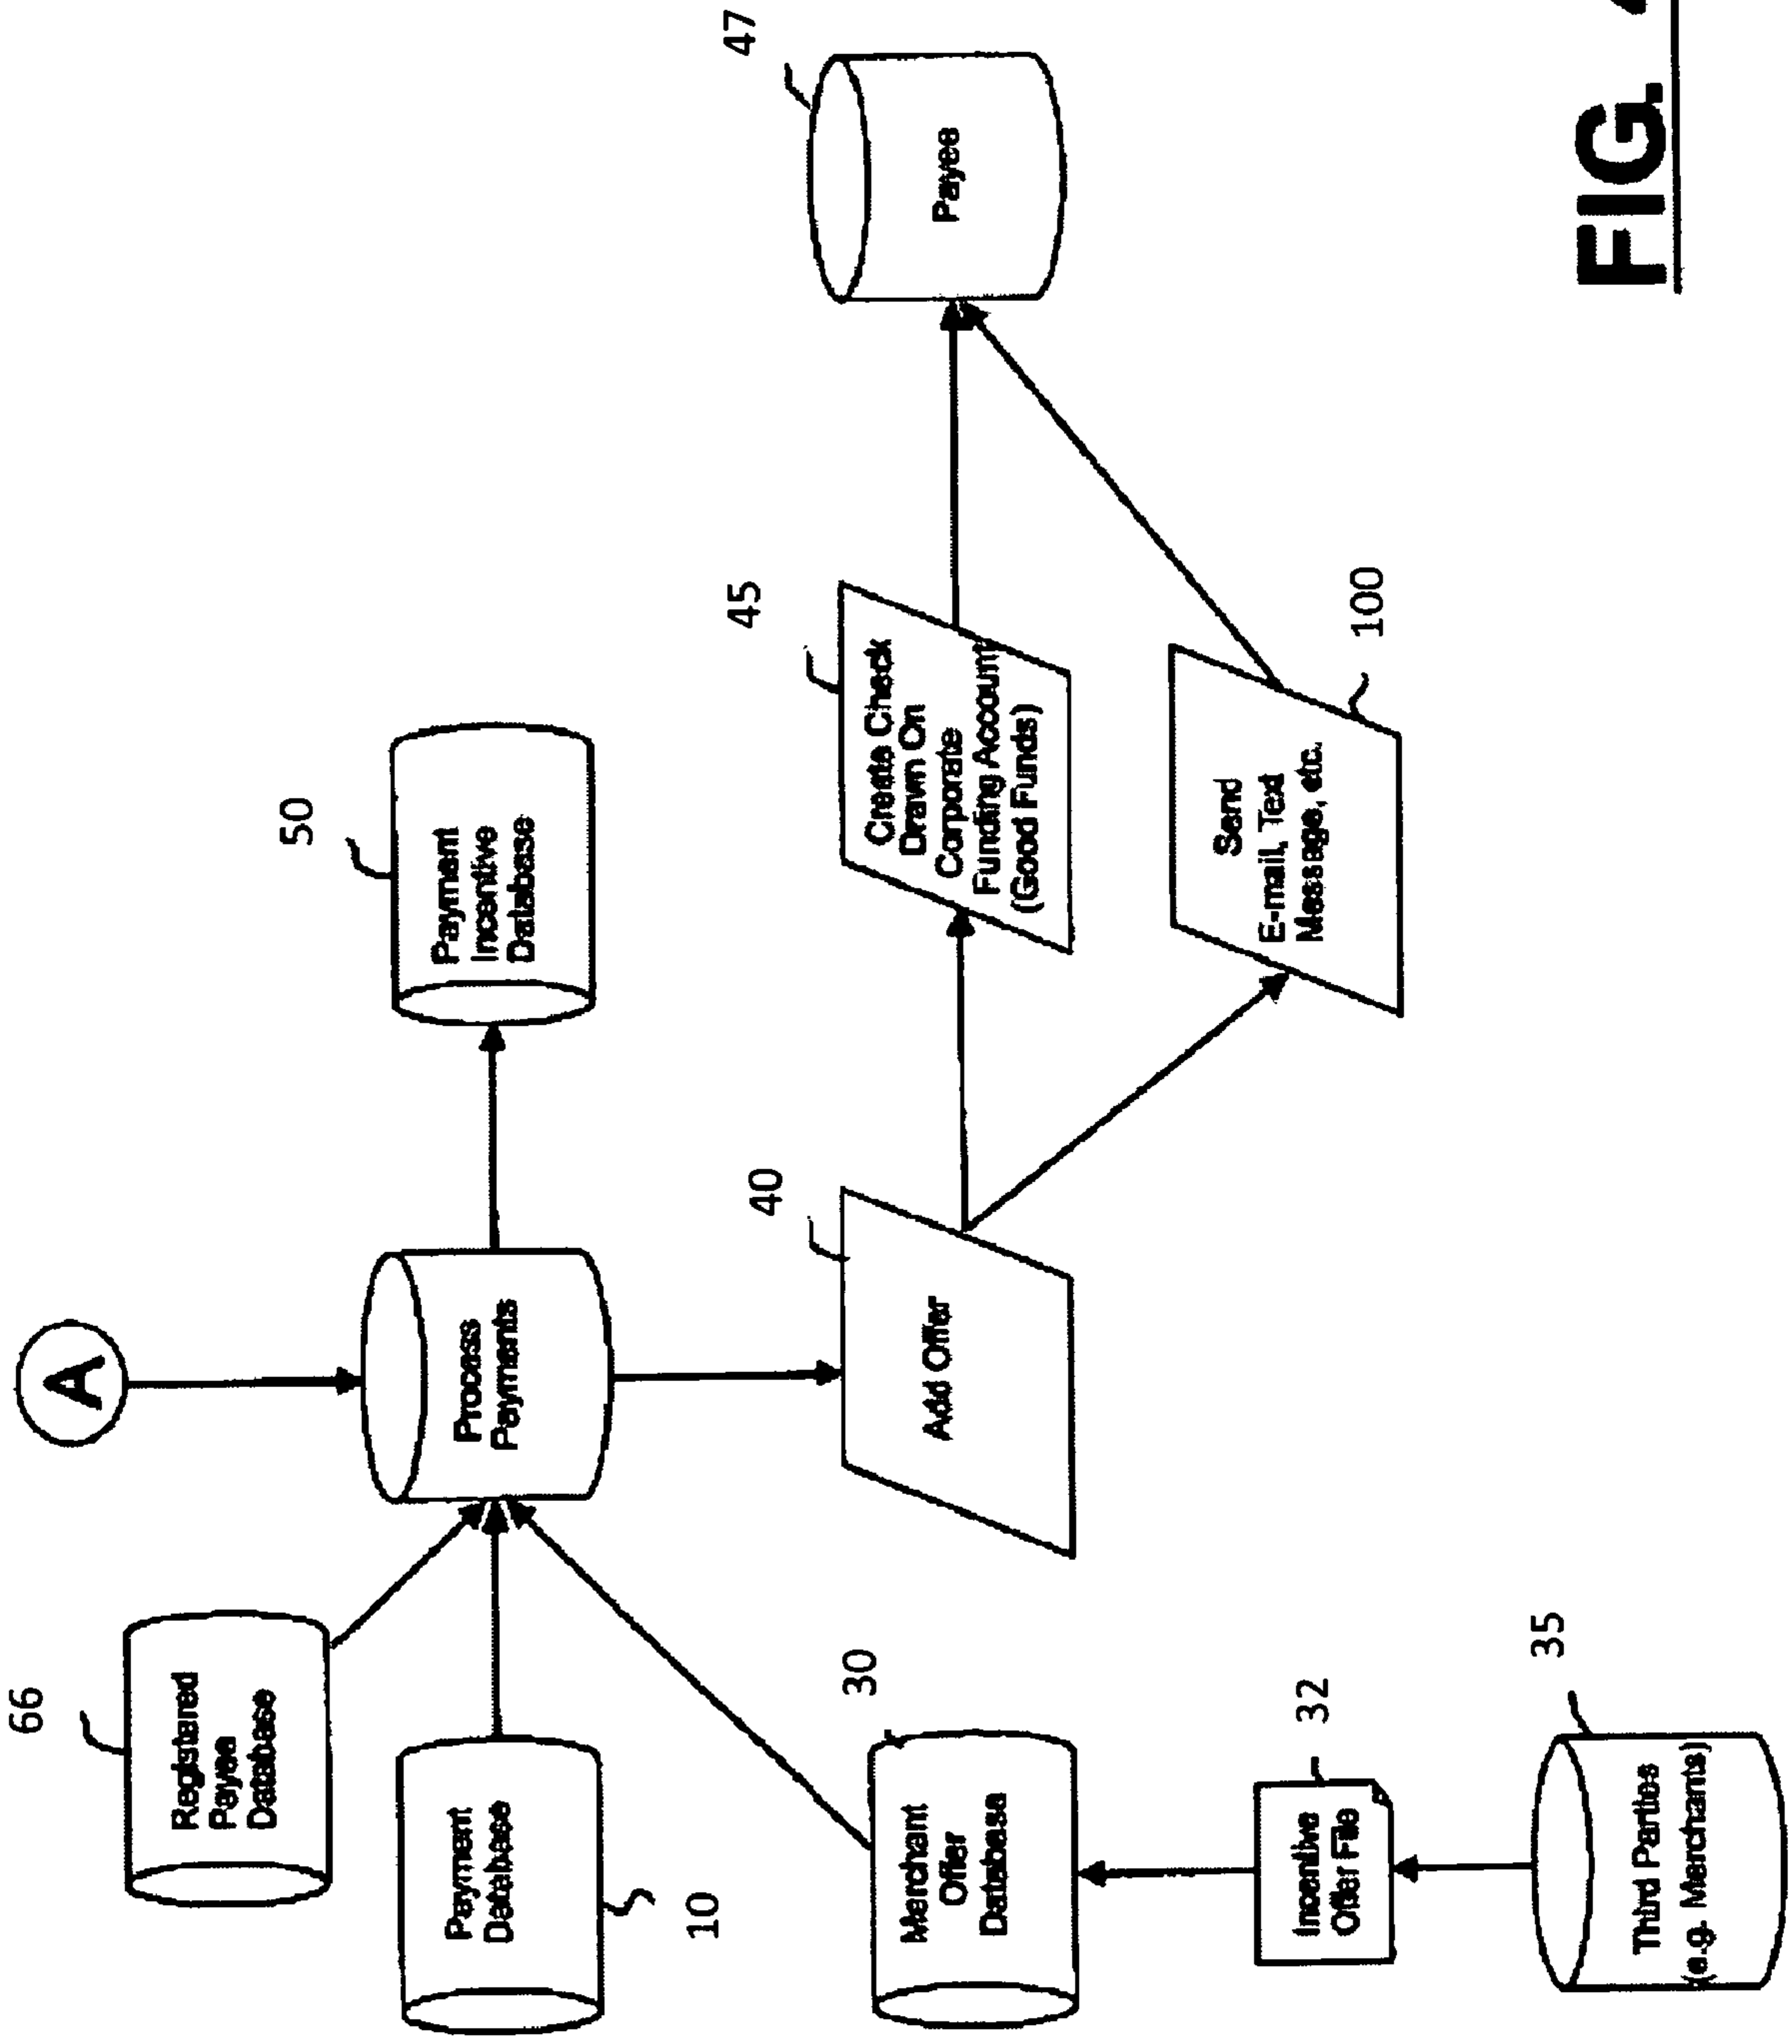 A
66
Registered
Payee
Database
Process
Payments
50
Payment
Incentive
Database
Payment
Database
10
40
Add Offer
45
Create Check
Drawn On
Corporate
Funding Account
(Good Funds)
47
Payee
30
Merchant
Offer
Database
Send
E-mail, Text
Message, etc.
100
32
Incentive
Offer File
35
Third Parties
(e.g. Merchants)
FIG.